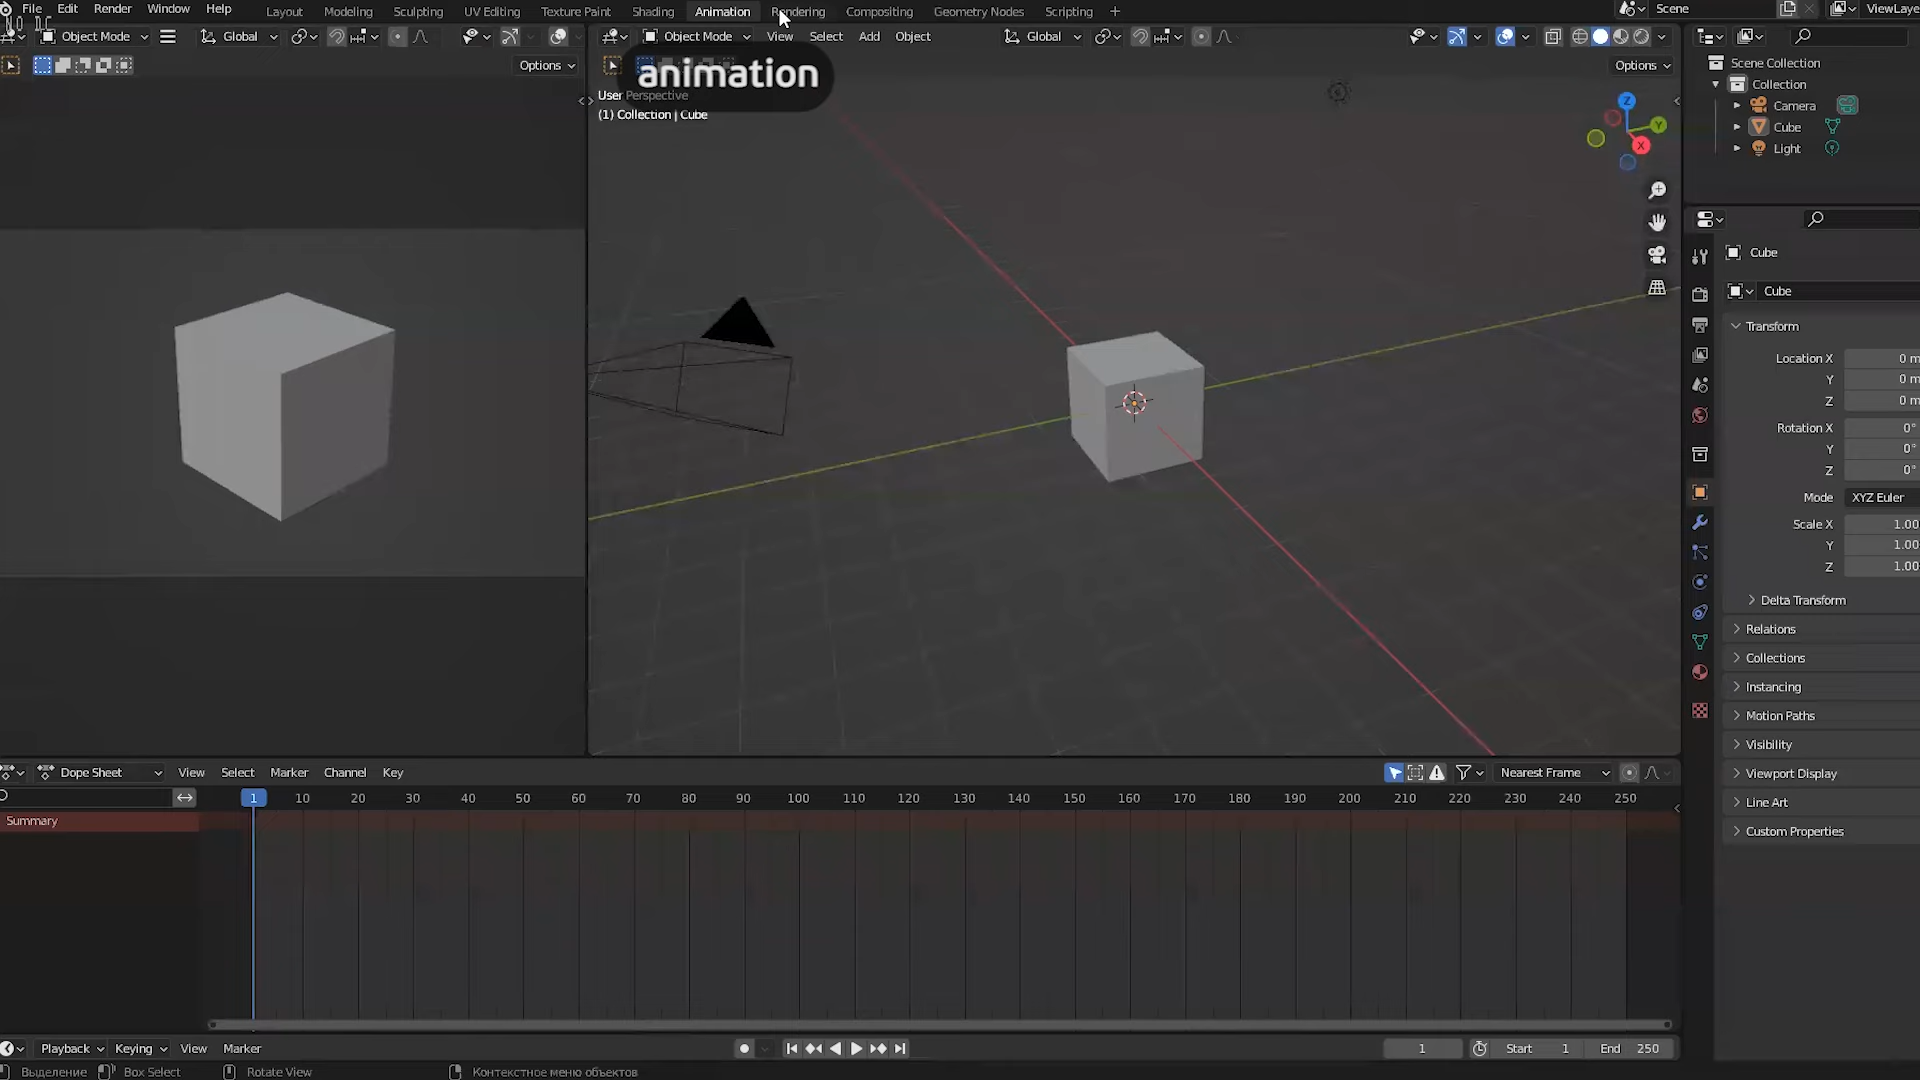 File Edit Render Window Help Layout Modeling Sculpting UV Editing Texture Paint Shading Animation Rendering Compositing Geometry Nodes Scripting + Scene ViewLaye
Object Mode Global Object Mode View Select Add Object Global
Options Options
animation
User Perspective
(1) Collection | Cube
Z
Y
X
Scene Collection
Collection
Camera
Cube
Light
Cube
Cube
Transform
Location X 0 m
Y 0 m
Z 0 m
Rotation X 0°
Y 0°
Z 0°
Mode XYZ Euler
Scale X 1.00
Y 1.00
Z 1.00
Delta Transform
Relations
Collections
Instancing
Motion Paths
Visibility
Viewport Display
Line Art
Custom Properties
Dope Sheet View Select Marker Channel Key Nearest Frame
1 10 20 30 40 50 60 70 80 90 100 110 120 130 140 150 160 170 180 190 200 210 220 230 240 250
Summary
Playback Keying View Marker 1 Start 1 End 250
Выделение Box Select Rotate View Контекстное меню объектов